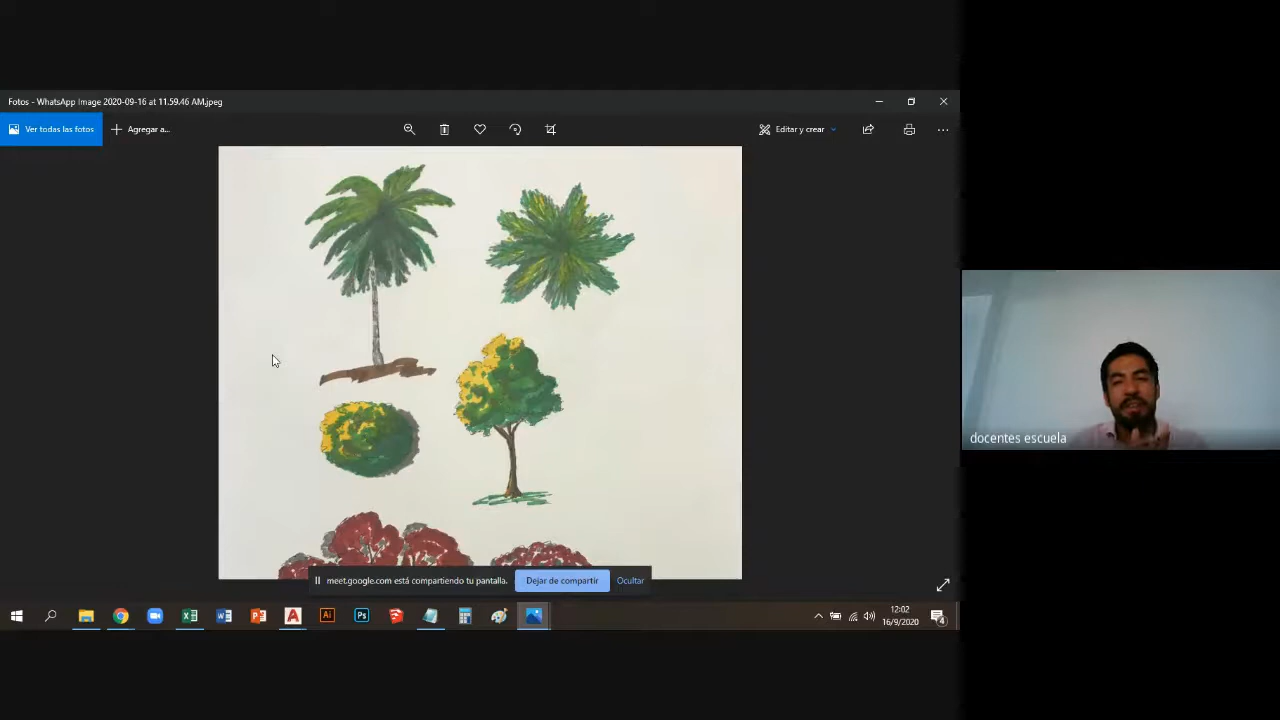 Fotos - WhatsApp Image 2020-09-16 at 11.59.46 AM.jpeg
Ver todas las fotos
Agregar a...
Editar y crear
docentes escuela
meet.google.com está compartiendo tu pantalla.
Dejar de compartir
Ocultar
12:02
16/9/2020
4